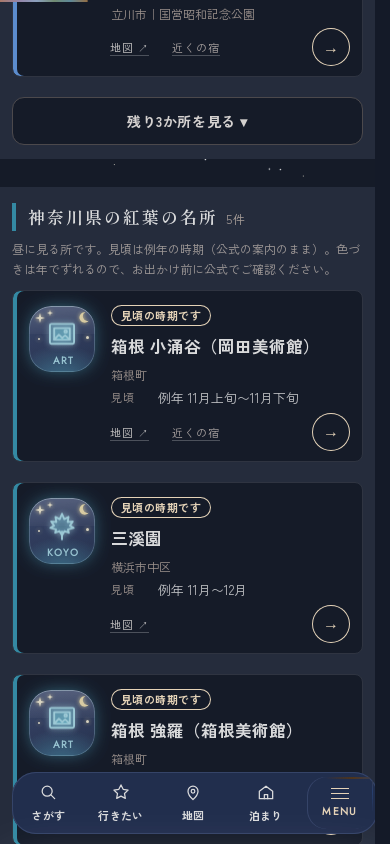 立川市｜国営昭和記念公園
地図 ↗ 近くの宿
→
残り3か所を見る ▾
神奈川県の紅葉の名所 5件
昼に見る所です。見頃は例年の時期（公式の案内のまま）。色づ
きは年でずれるので、お出かけ前に公式でご確認ください。
見頃の時期です
ART
箱根 小涌谷（岡田美術館）
箱根町
見頃 例年 11月上旬〜11月下旬
地図 ↗ 近くの宿
→
見頃の時期です
KOYO
三溪園
横浜市中区
見頃 例年 11月〜12月
地図 ↗
→
見頃の時期です
ART
箱根 強羅（箱根美術館）
箱根町
さがす 行きたい 地図 泊まり MENU